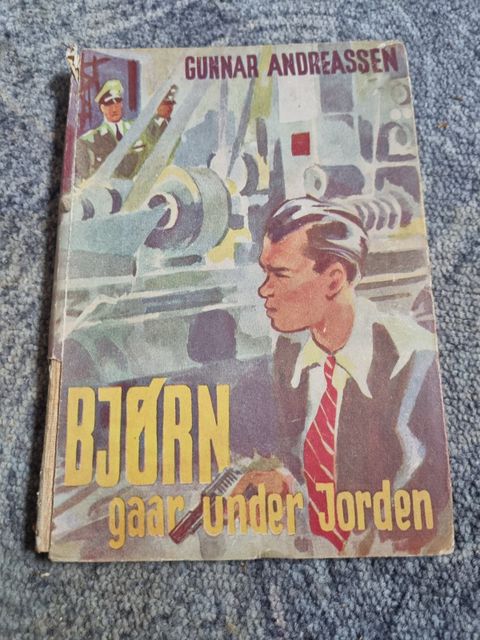 GUNNAR ANDREASSEN
BJØRN
gaar under Jorden